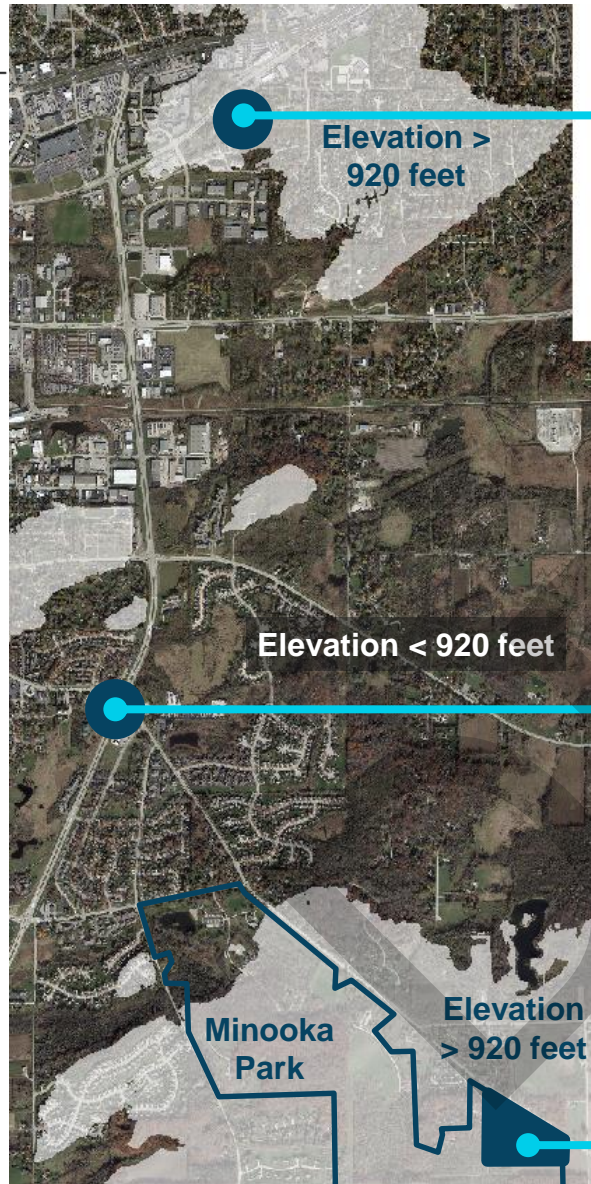 Elevation >
920 feet
Elevation < 920 feet
Minooka
Park
Elevation
> 920 feet